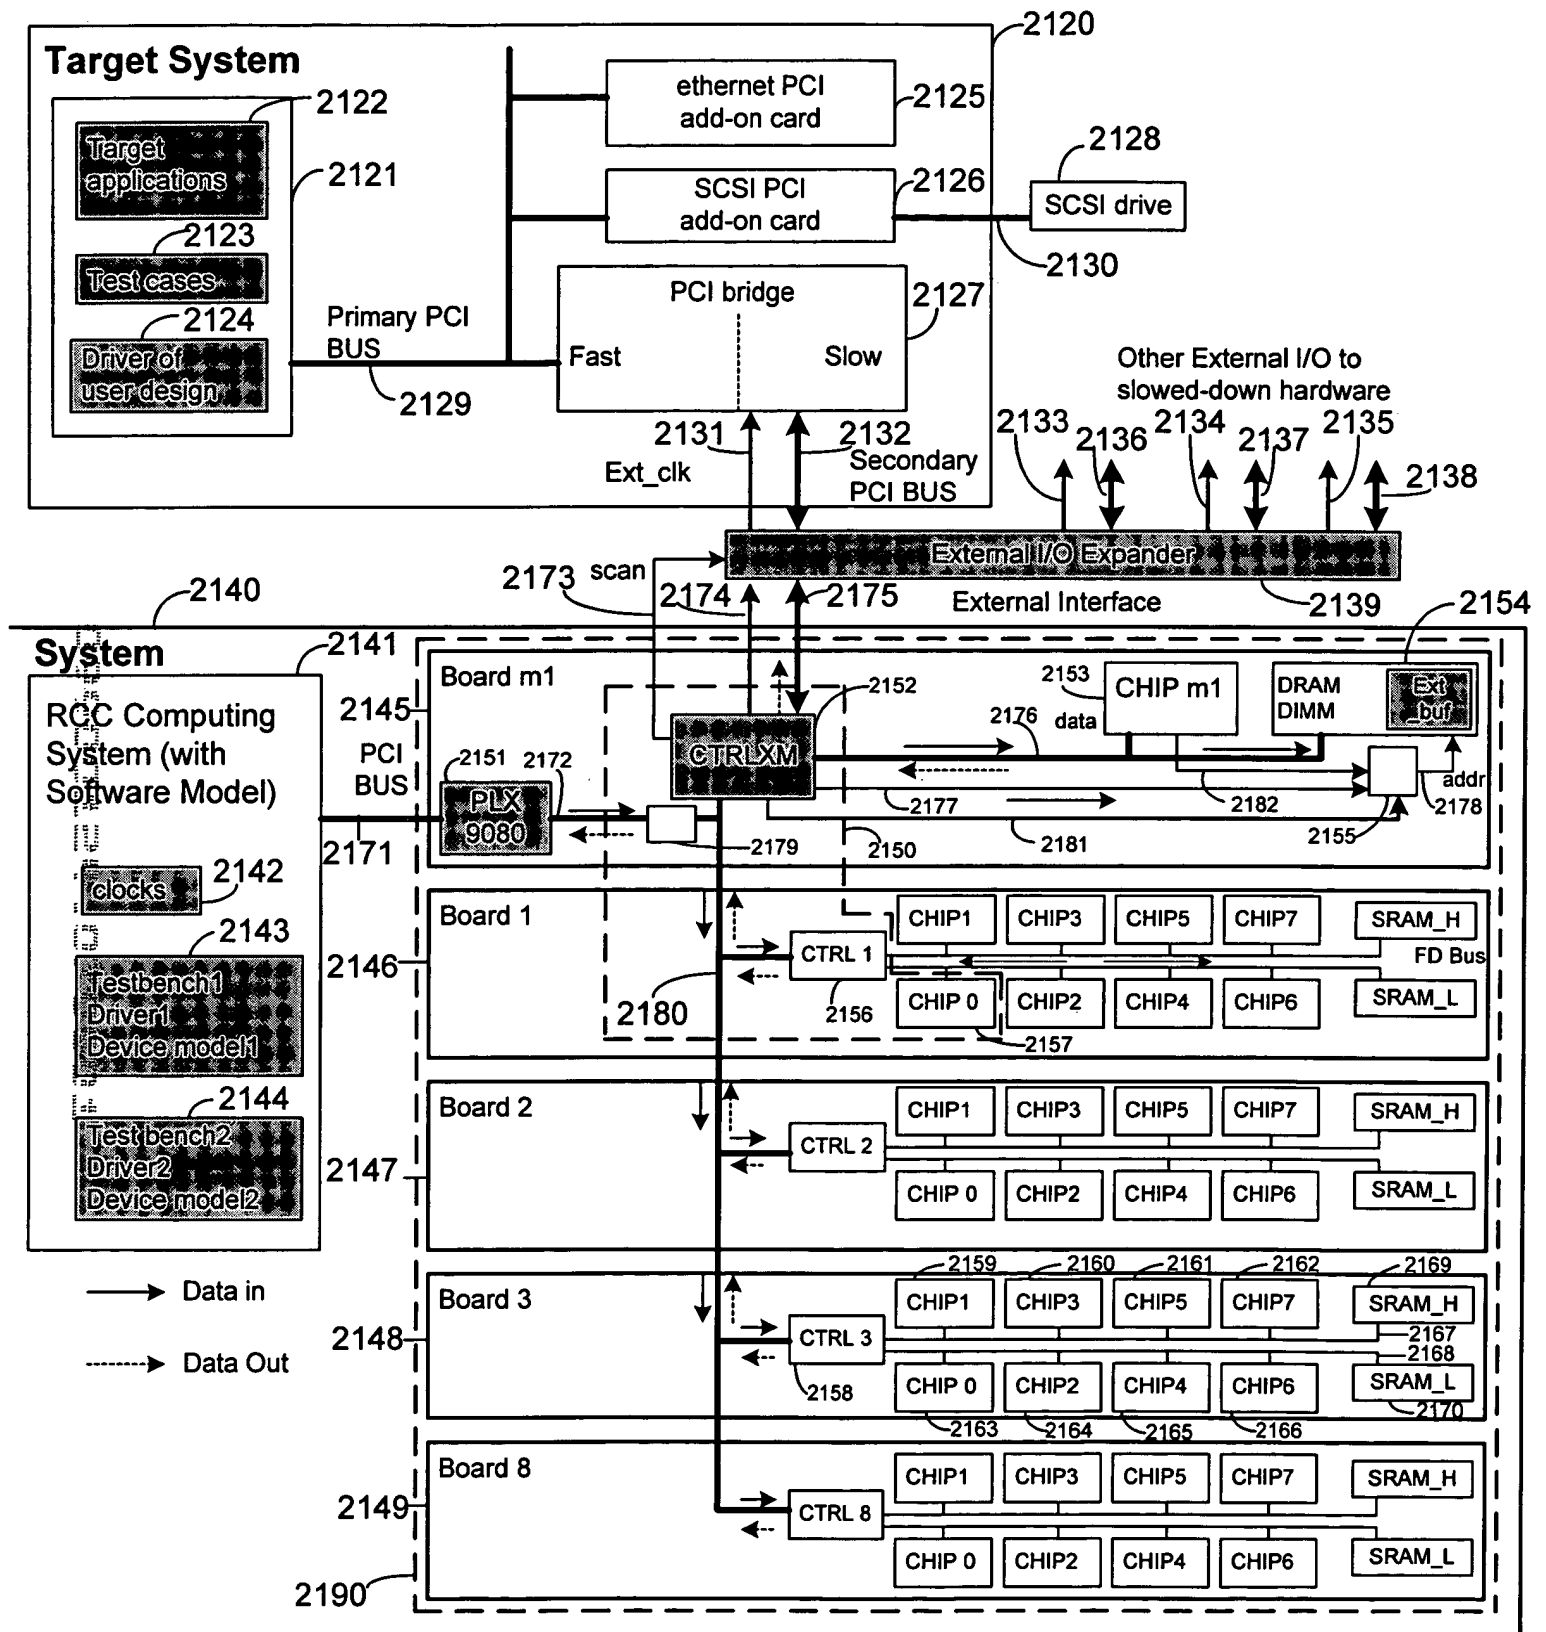 2120
Target System
2122
Target
applications
2121
2123
Test cases
2124
Driver of
user design
Primary PCI
BUS
2129
ethernet PCI
add-on card
2125
SCSI PCI
add-on card
2126
2128
SCSI drive
2130
PCI bridge
2127
Fast
Slow
2131
2132
Ext_clk
Secondary
PCI BUS
Other External I/O to
slowed-down hardware
2133
2136
2134
2137
2135
2138
External I/O Expander
2173
scan
2174
2175
External Interface
2139
2154
2140
System
2141
RCC Computing
System (with
Software Model)
2145
PCI
BUS
2171
2142
clocks
2143
Testbench1
Driver1
Device model1
2144
Test bench2
Driver2
Device model2
Data in
Data Out
Board m1
2151
PLX
9080
2172
2179
CTRLXM
2152
2176
2153
data
CHIP m1
DRAM
DIMM
Ext
_buf
addr
2177
2182
2178
2181
2155
2150
2146
Board 1
2180
CTRL 1
2156
CHIP1
CHIP3
CHIP5
CHIP7
SRAM_H
FD Bus
CHIP 0
CHIP2
CHIP4
CHIP6
SRAM_L
2157
2147
Board 2
CTRL 2
CHIP1
CHIP3
CHIP5
CHIP7
SRAM_H
CHIP 0
CHIP2
CHIP4
CHIP6
SRAM_L
2148
Board 3
2159
2160
2161
2162
2169
CHIP1
CHIP3
CHIP5
CHIP7
SRAM_H
CTRL 3
2158
2167
2168
CHIP 0
CHIP2
CHIP4
CHIP6
SRAM_L
2170
2163
2164
2165
2166
2149
Board 8
CTRL 8
CHIP1
CHIP3
CHIP5
CHIP7
SRAM_H
CHIP 0
CHIP2
CHIP4
CHIP6
SRAM_L
2190